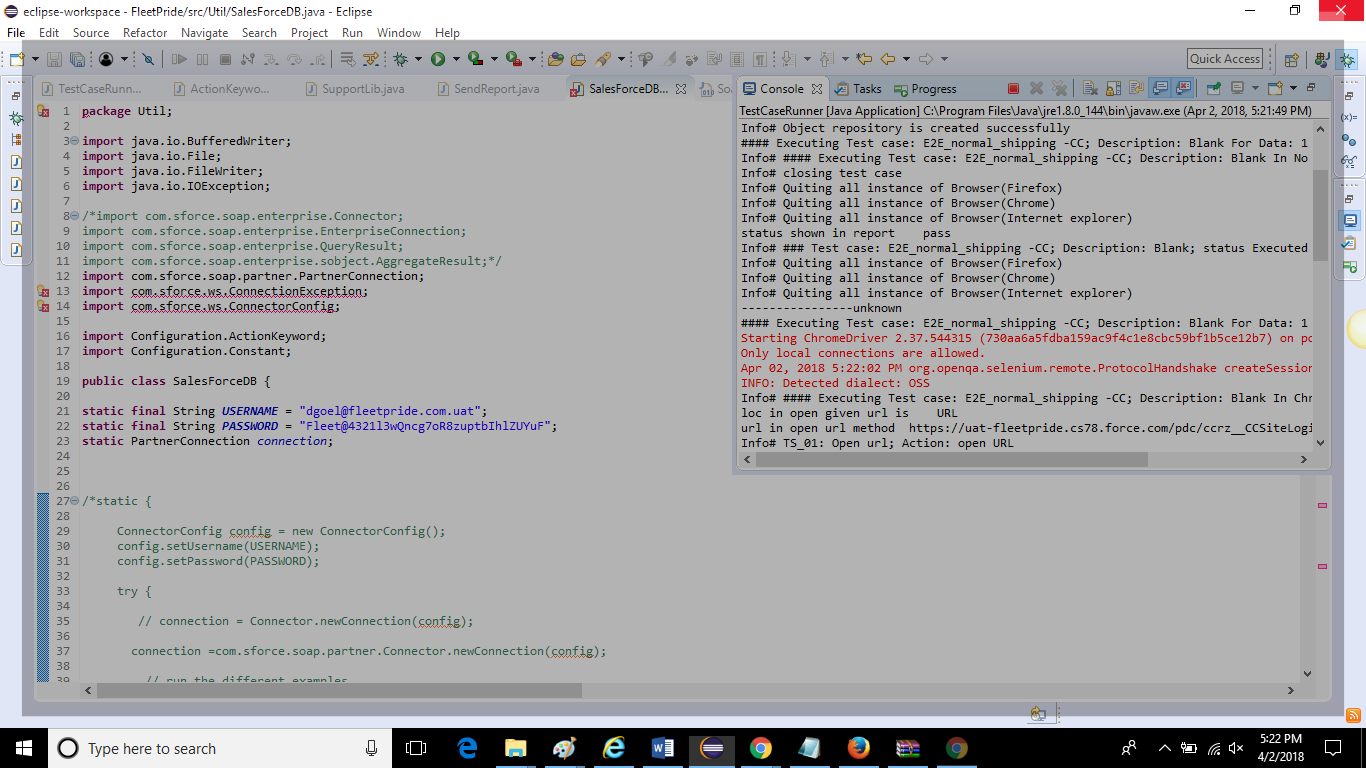 eclipse-workspace - FleetPride/src/Util/SalesForceDB.java - Eclipse
File Edit Source Refactor Navigate Search Project Run Window Help
Quick Access
TestCaseRunn... ActionKeywo... SupportLib.java SendReport.java SalesForceDB... So
1 package Util;
2
3 import java.io.BufferedWriter;
4 import java.io.File;
5 import java.io.FileWriter;
6 import java.io.IOException;
7
8 /*import com.sforce.soap.enterprise.Connector;
9 import com.sforce.soap.enterprise.EnterpriseConnection;
10 import com.sforce.soap.enterprise.QueryResult;
11 import com.sforce.soap.enterprise.sobject.AggregateResult;*/
12 import com.sforce.soap.partner.PartnerConnection;
13 import com.sforce.ws.ConnectionException;
14 import com.sforce.ws.ConnectorConfig;
15
16 import Configuration.ActionKeyword;
17 import Configuration.Constant;
18
19 public class SalesForceDB {
20
21 static final String USERNAME = "dgoel@fleetpride.com.uat";
22 static final String PASSWORD = "Fleet@4321l3wQncg7oR8zuptbIhlZUYuF";
23 static PartnerConnection connection;
24
25
26
27 /*static {
28
29 ConnectorConfig config = new ConnectorConfig();
30 config.setUsername(USERNAME);
31 config.setPassword(PASSWORD);
32
33 try {
34
35 // connection = Connector.newConnection(config);
36
37 connection =com.sforce.soap.partner.Connector.newConnection(config);
38
39 // run the different examples
Console Tasks Progress
TestCaseRunner [Java Application] C:\Program Files\Java\jre1.8.0_144\bin\javaw.exe (Apr 2, 2018, 5:21:49 PM)
Info# Object repository is created successfully
#### Executing Test case: E2E_normal_shipping -CC; Description: Blank For Data: 1
Info# #### Executing Test case: E2E_normal_shipping -CC; Description: Blank In No
Info# closing test case
Info# Quiting all instance of Browser(Firefox)
Info# Quiting all instance of Browser(Chrome)
Info# Quiting all instance of Browser(Internet explorer)
status shown in report pass
Info# ### Test case: E2E_normal_shipping -CC; Description: Blank; status Executed
Info# Quiting all instance of Browser(Firefox)
Info# Quiting all instance of Browser(Chrome)
Info# Quiting all instance of Browser(Internet explorer)
----------------unknown
#### Executing Test case: E2E_normal_shipping -CC; Description: Blank For Data: 1
Starting ChromeDriver 2.37.544315 (730aa6a5fdba159ac9f4c1e8cbc59bf1b5ce12b7) on po
Only local connections are allowed.
Apr 02, 2018 5:22:02 PM org.openqa.selenium.remote.ProtocolHandshake createSession
INFO: Detected dialect: OSS
Info# #### Executing Test case: E2E_normal_shipping -CC; Description: Blank In Chr
loc in open given url is URL
url in open url method https://uat-fleetpride.cs78.force.com/pdc/ccrz__CCSiteLogi
Info# TS_01: Open url; Action: open URL
Type here to search
5:22 PM
4/2/2018